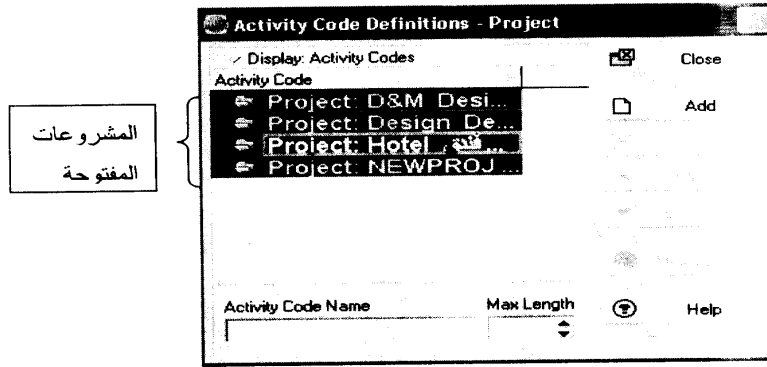 Activity Code Definitions - Project
Display: Activity Codes
Close
Activity Code
Add
Project: D&M Desi...
Project: Design De...
Project: Hotel ...
Project: NEWPROJ ...
المشروعات
المفتوحة
Activity Code Name
Max Length
Help